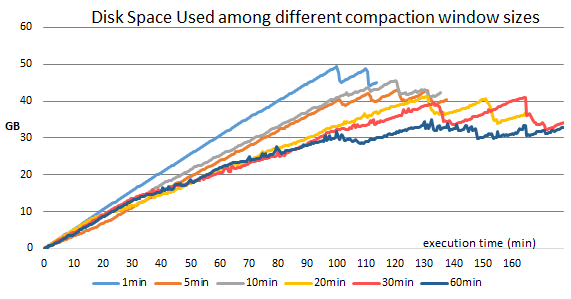 Disk Space Used among different compaction window sizes
60
50
40
GB
30
20
10
0
execution time (min)
0 10 20 30 40 50 60 70 80 90 100 110 120 130 140 150 160
1min 5min 10min 20min 30min 60min